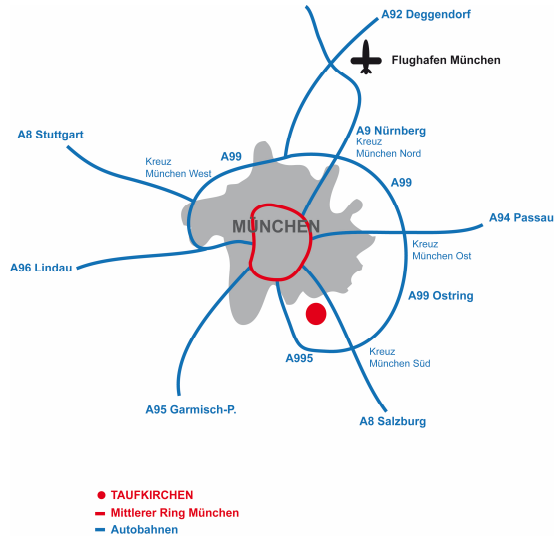 A92 Deggendorf
Flughafen München
A9 Nürnberg
Kreuz
München Nord
A8 Stuttgart
Kreuz
München West
A99
A99
MÜNCHEN
A94 Passau
Kreuz
München Ost
A96 Lindau
A99 Ostring
A995
Kreuz
München Süd
A95 Garmisch-P.
A8 Salzburg
TAUFKIRCHEN
Mittlerer Ring München
Autobahnen